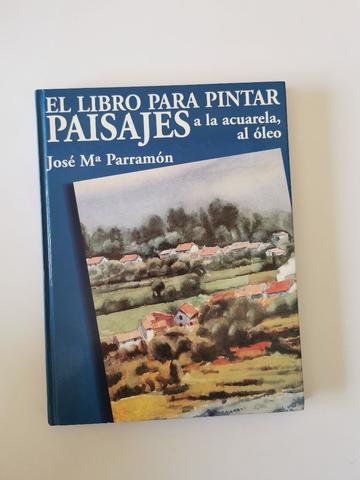 EL LIBRO PARA PINTAR
PAISAJES a la acuarela,
al óleo
José Mª Parramón